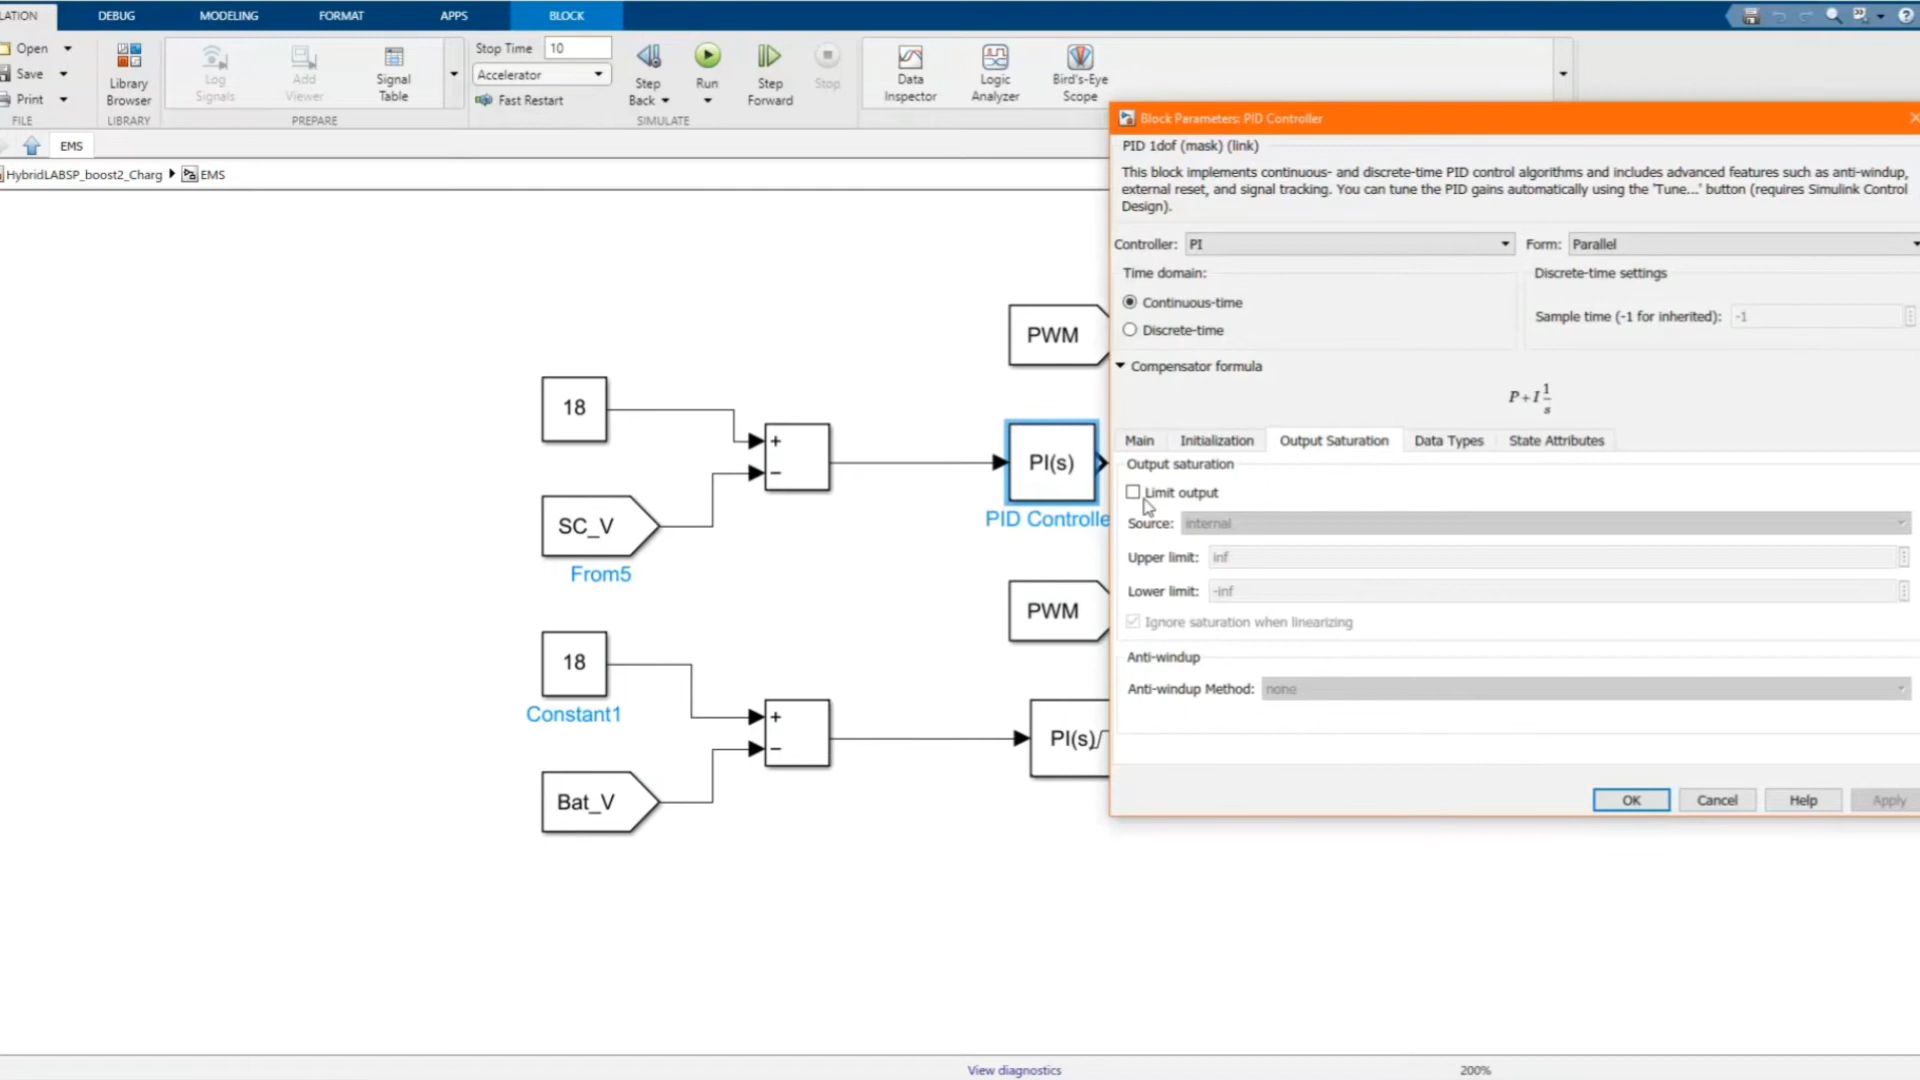 LATION DEBUG MODELING FORMAT APPS BLOCK
Open
Save
Print
FILE
Library
Browser
LIBRARY
Log
Signals
Add
Viewer
Signal
Table
PREPARE
Stop Time 10
Accelerator
Fast Restart
Step
Back
Run
Step
Forward
Stop
SIMULATE
Data
Inspector
Logic
Analyzer
Bird's-Eye
Scope
EMS
HybridLABSP_boost2_Charg EMS
18
SC_V
From5
18
Constant1
Bat_V
+
−
+
−
PWM
PI(s)
PID Controlle
PWM
PI(s)
Block Parameters: PID Controller
PID 1dof (mask) (link)
This block implements continuous- and discrete-time PID control algorithms and includes advanced features such as anti-windup,
external reset, and signal tracking. You can tune the PID gains automatically using the 'Tune...' button (requires Simulink Control
Design).
Controller: PI Form: Parallel
Time domain:
Continuous-time
Discrete-time
Discrete-time settings
Sample time (-1 for inherited): -1
Compensator formula
P+I 1/s
Main Initialization Output Saturation Data Types State Attributes
Output saturation
Limit output
Source: internal
Upper limit: inf
Lower limit: -inf
Ignore saturation when linearizing
Anti-windup
Anti-windup Method: none
OK Cancel Help Apply
View diagnostics 200%